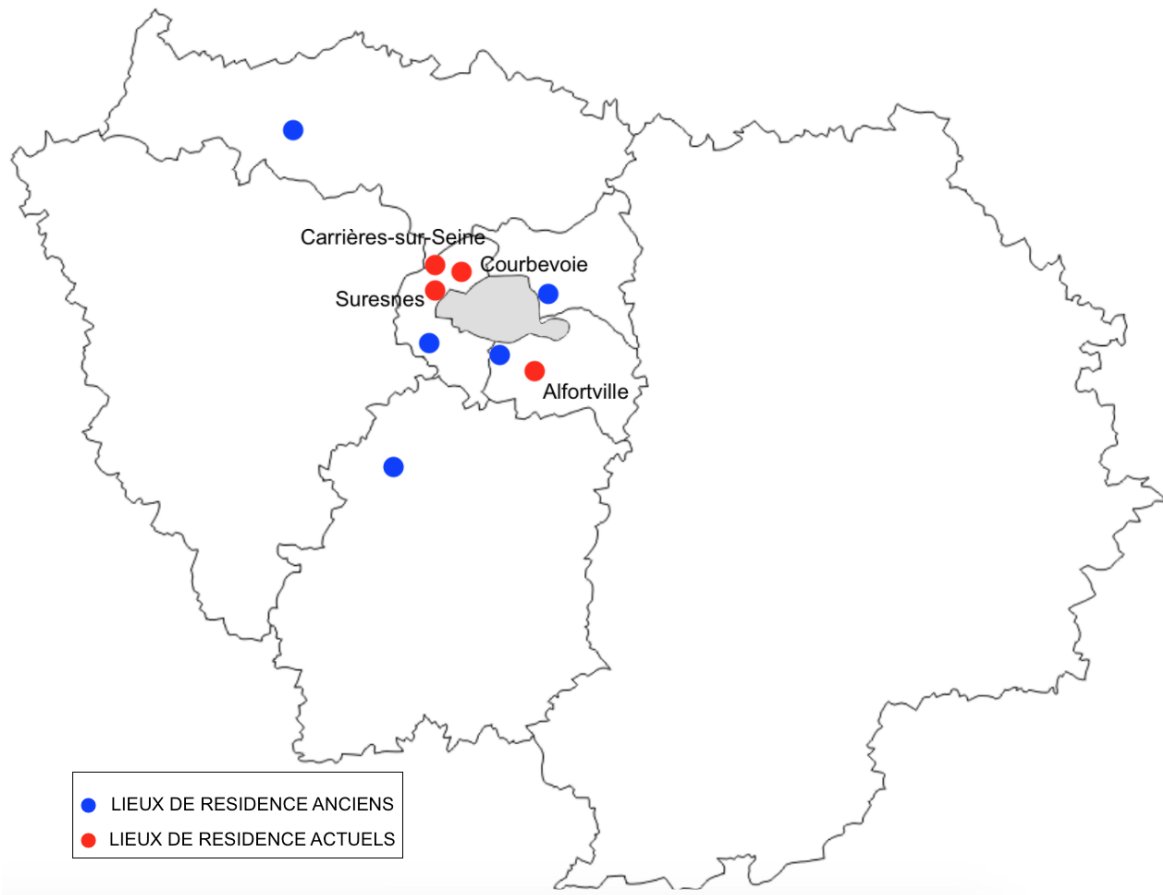 Carrières-sur-Seine
Courbevoie
Suresnes
Alfortville
LIEUX DE RESIDENCE ANCIENS
LIEUX DE RESIDENCE ACTUELS